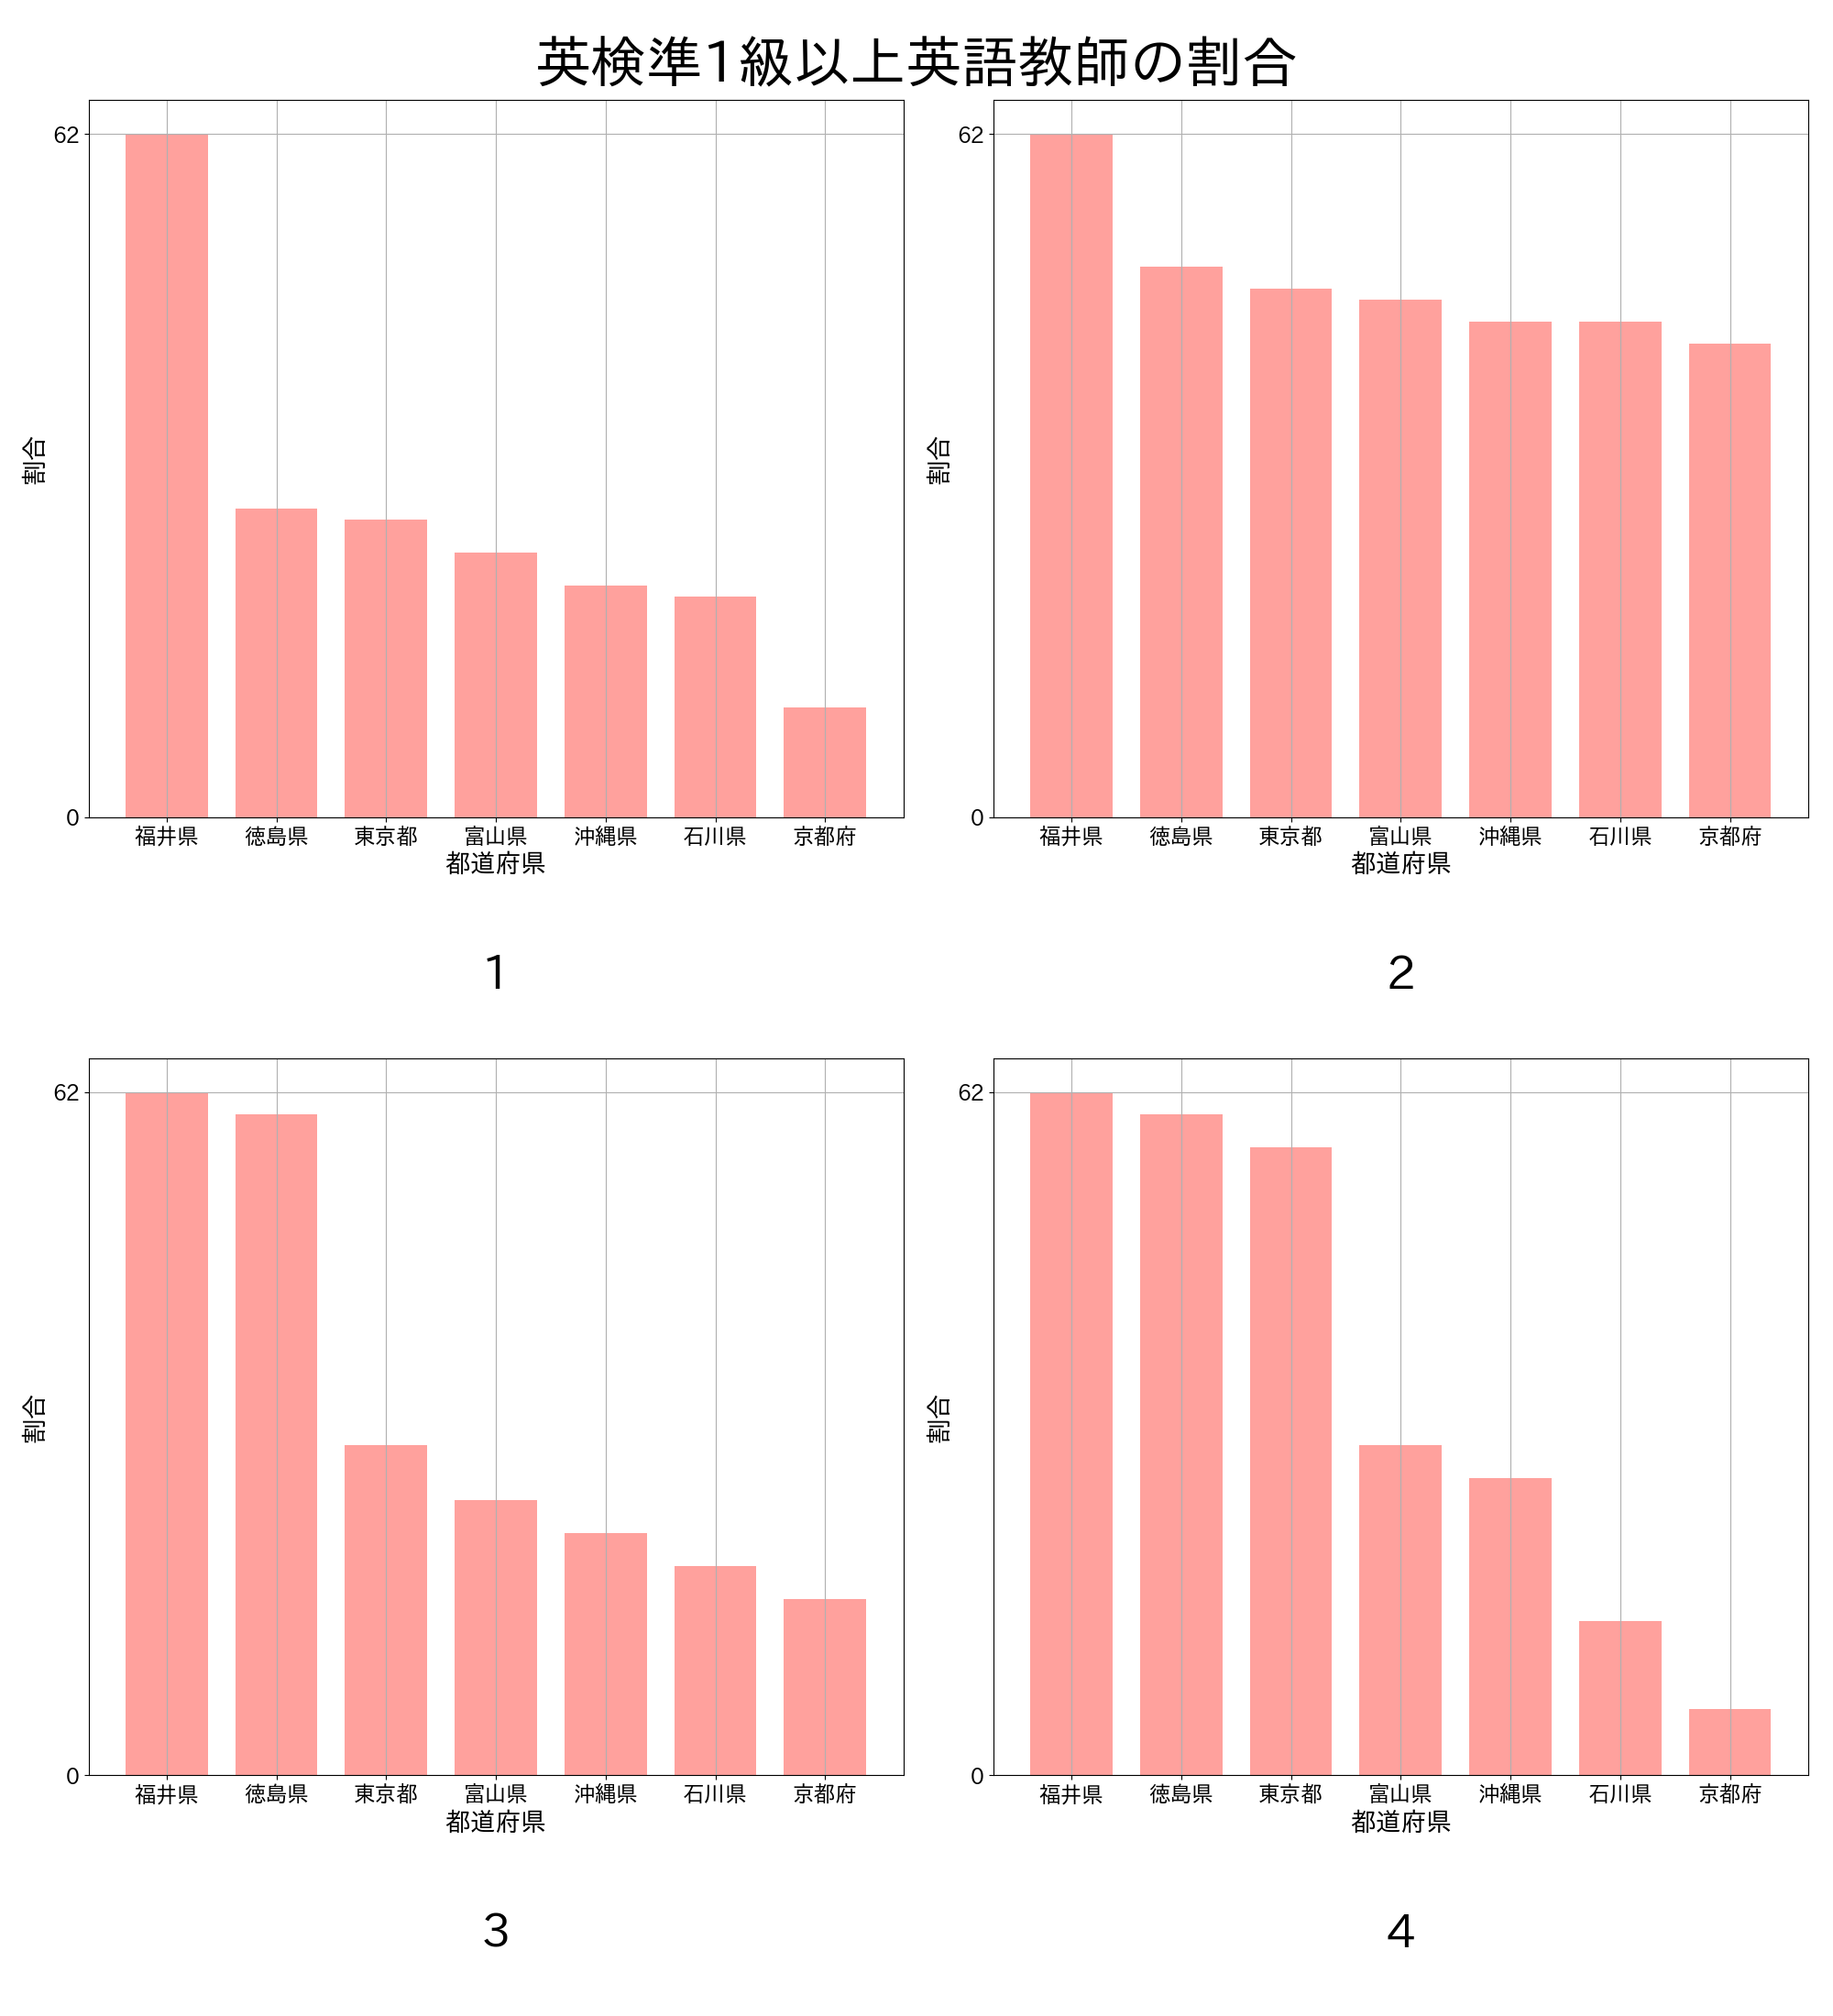 英検準1級以上英語教師の割合
62
0
割合
福井県 徳島県 東京都 富山県 沖縄県 石川県 京都府
都道府県
1
62
0
割合
福井県 徳島県 東京都 富山県 沖縄県 石川県 京都府
都道府県
2
62
0
割合
福井県 徳島県 東京都 富山県 沖縄県 石川県 京都府
都道府県
3
62
0
割合
福井県 徳島県 東京都 富山県 沖縄県 石川県 京都府
都道府県
4